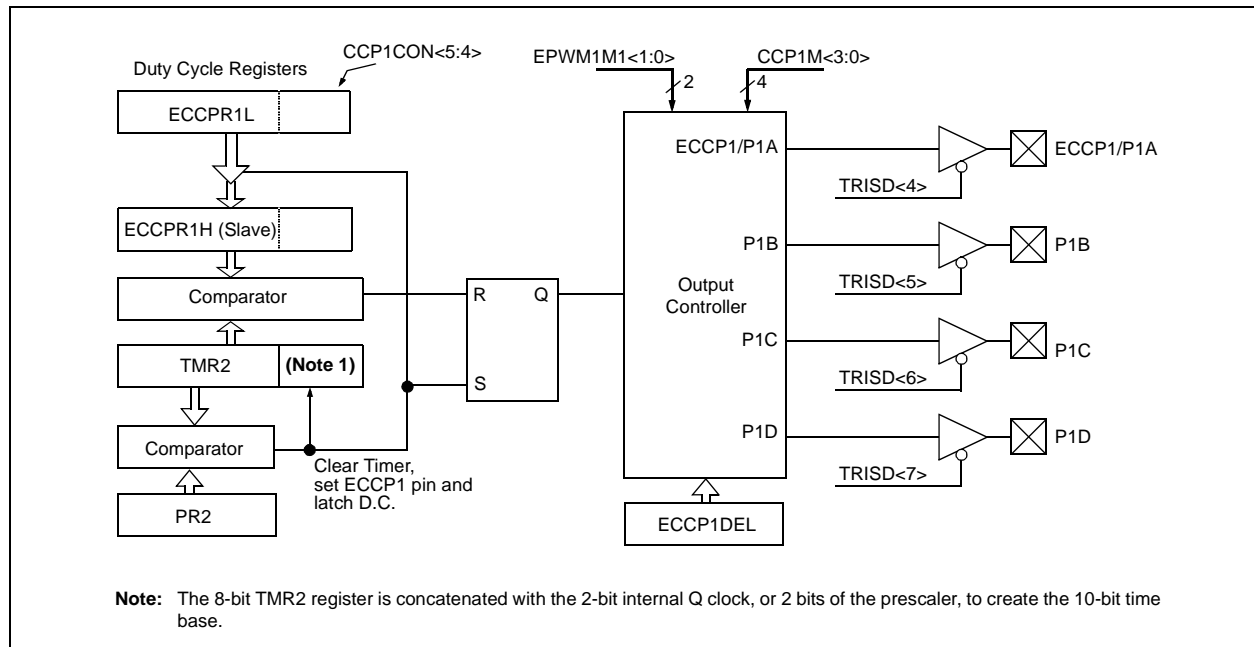 CCP1CON<5:4>
Duty Cycle Registers
ECCPR1L
ECCPR1H (Slave)
Comparator
TMR2
(Note 1)
Comparator
PR2
Clear Timer,
set ECCP1 pin and
latch D.C.
R
Q
S
EPWM1M1<1:0>
2
CCP1M<3:0>
4
Output
Controller
ECCP1/P1A
TRISD<4>
ECCP1/P1A
P1B
TRISD<5>
P1B
P1C
TRISD<6>
P1C
P1D
TRISD<7>
P1D
ECCP1DEL
Note: The 8-bit TMR2 register is concatenated with the 2-bit internal Q clock, or 2 bits of the prescaler, to create the 10-bit time
base.